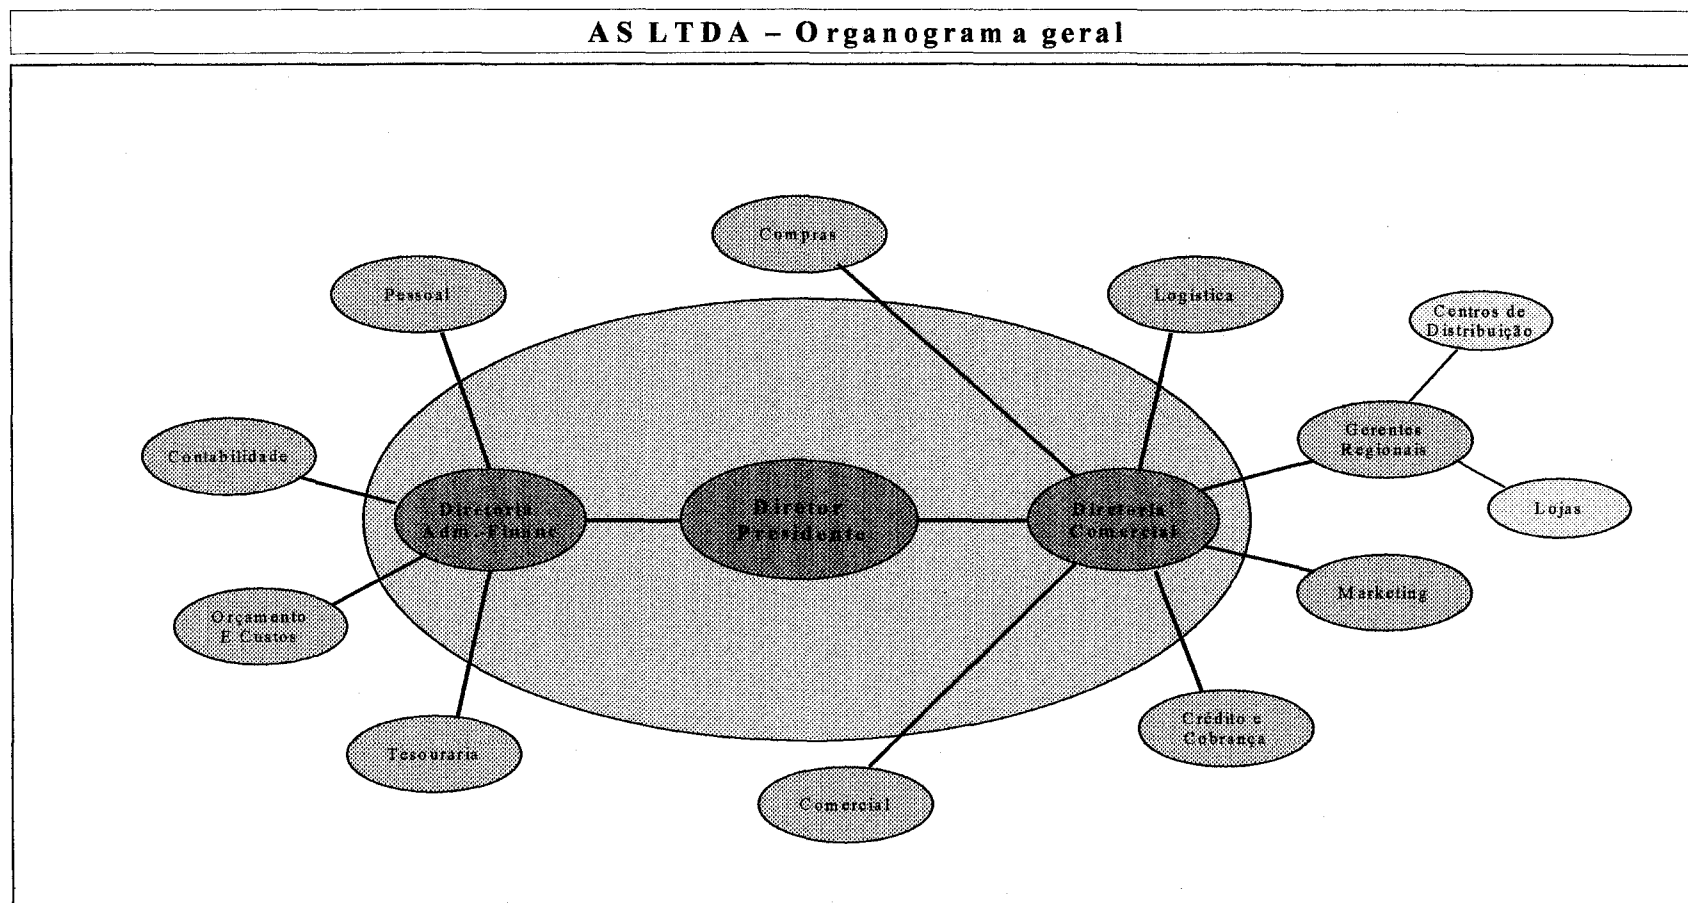 AS LTDA – Organograma geral
Compras
Pessoal
Logística
Centros de
Distribuição
Contabilidade
Gerentes
Regionais
Diretoria
Adm.-Financ
Diretor
Presidente
Diretoria
Comercial
Lojas
Marketing
Orçamento
E Custos
Crédito e
Cobrança
Tesouraria
Comercial